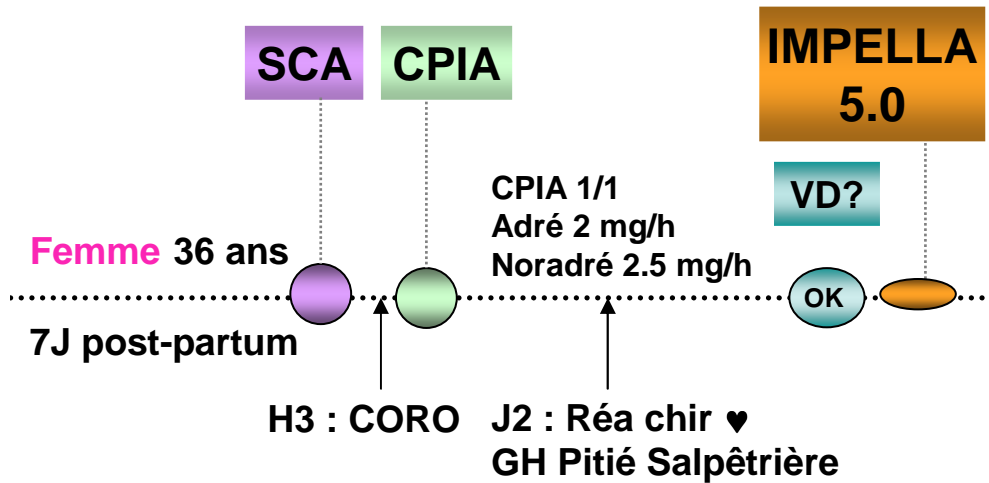 SCA
CPIA
IMPELLA
5.0
CPIA 1/1
Adré 2 mg/h
Noradré 2.5 mg/h
VD?
Femme 36 ans
OK
7J post-partum
H3 : CORO
J2 : Réa chir ♥
GH Pitié Salpêtrière